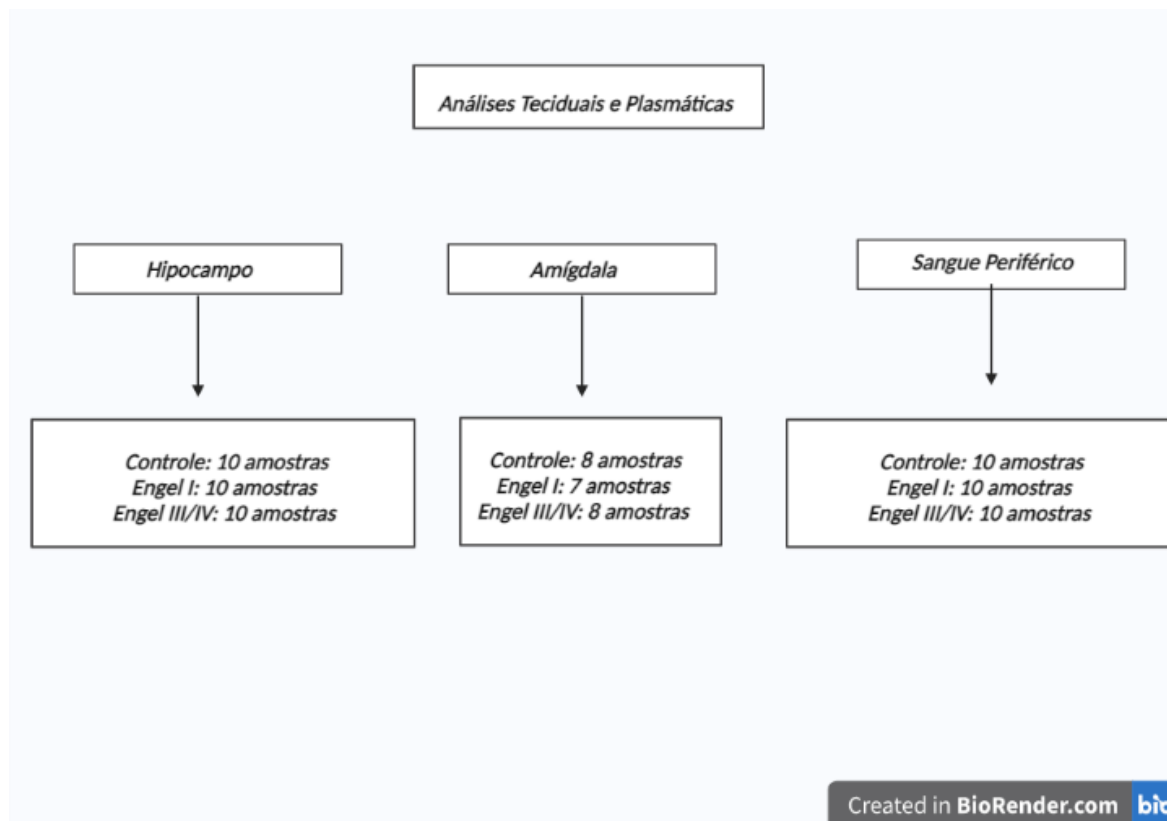 Análises Teciduais e Plasmáticas
Hipocampo
Amígdala
Sangue Periférico
Controle: 10 amostras
Engel I: 10 amostras
Engel III/IV: 10 amostras
Controle: 8 amostras
Engel I: 7 amostras
Engel III/IV: 8 amostras
Controle: 10 amostras
Engel I: 10 amostras
Engel III/IV: 10 amostras
Created in BioRender.com